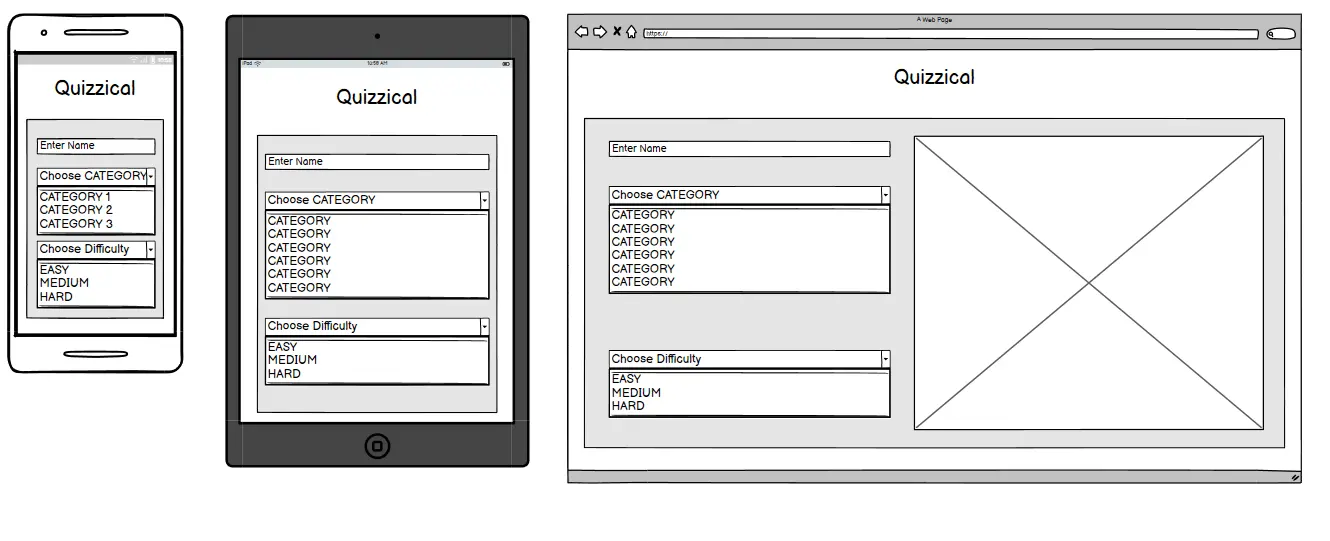 Quizzical
Enter Name
Choose CATEGORY
CATEGORY 1
CATEGORY 2
CATEGORY 3
Choose Difficulty
EASY
MEDIUM
HARD
iPad
10:58 AM
Quizzical
Enter Name
Choose CATEGORY
CATEGORY
CATEGORY
CATEGORY
CATEGORY
CATEGORY
CATEGORY
Choose Difficulty
EASY
MEDIUM
HARD
A Web Page
https://
Quizzical
Enter Name
Choose CATEGORY
CATEGORY
CATEGORY
CATEGORY
CATEGORY
CATEGORY
CATEGORY
Choose Difficulty
EASY
MEDIUM
HARD